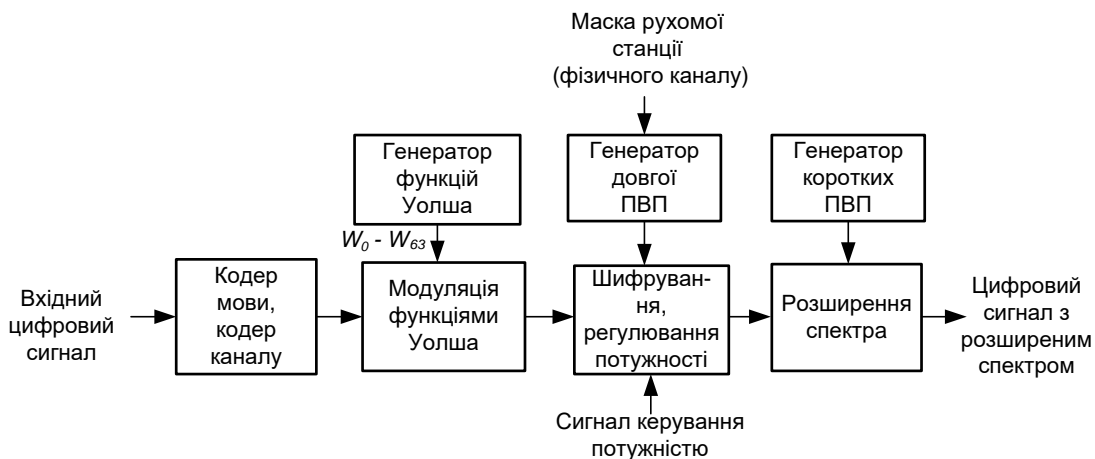 Маска рухомої
станції
(фізичного каналу)
Генератор
функцій
Уолша
Генератор
довгої
ПВП
Генератор
коротких
ПВП
W0 - W63
Вхідний
цифровий
сигнал
Кодер
мови,
кодер
каналу
Модуляція
функціями
Уолша
Шифруван-
ня,
регулювання
потужності
Розширення
спектра
Цифровий
сигнал з
розширеним
спектром
Сигнал керування
потужністю